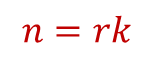 n = rk